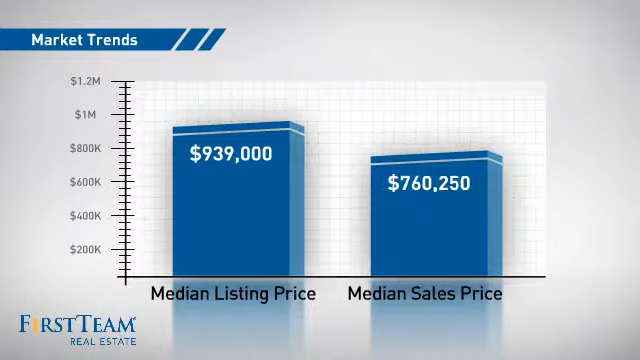 Market Trends
$1.2M
$1M
$800K
$600K
$400K
$200K
$939,000
$760,250
Median Listing Price
Median Sales Price
FIRSTTEAM®
REAL ESTATE